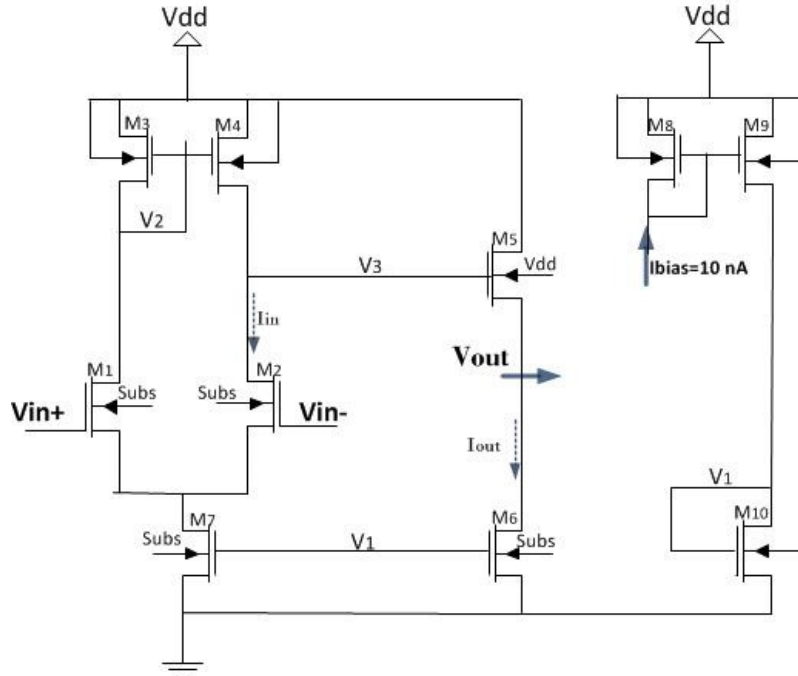 Vdd
Vdd
M3
M4
M8
M9
V2
M5
V3
Vdd
Ibias=10 nA
Iin
Vout
M1
M2
Subs
Subs
Vin+
Vin-
Iout
V1
M7
M6
M10
Subs
V1
Subs